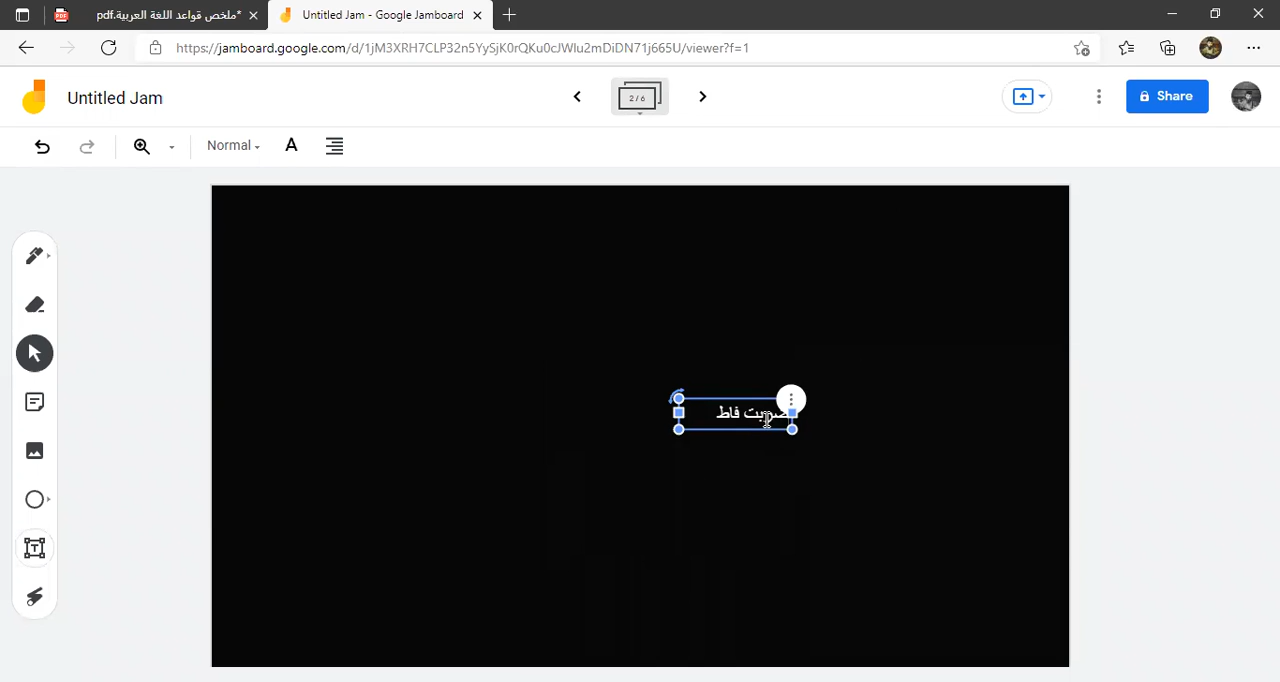 ملخص قواعد اللغة العربية.pdf*
Untitled Jam - Google Jamboard
https://jamboard.google.com/d/1jM3XRH7CLP32n5YySjK0rQKu0cJWIu2mDiDN71j665U/viewer?f=1
Untitled Jam
2/6
Share
Normal
فاط